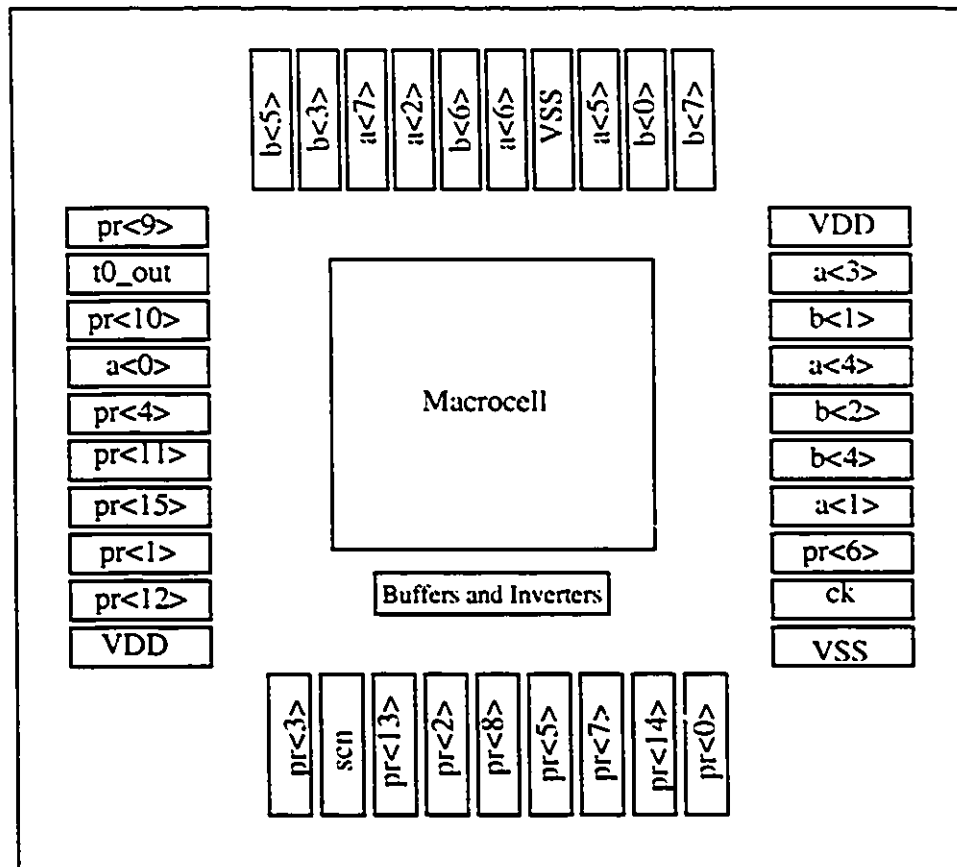 b<5>
b<3>
a<7>
a<2>
b<6>
a<6>
VSS
a<5>
b<0>
b<7>
pr<9>
t0_out
pr<10>
a<0>
pr<4>
pr<11>
pr<15>
pr<1>
pr<12>
VDD
Macrocell
Buffers and Inverters
VDD
a<3>
b<1>
a<4>
b<2>
b<4>
a<1>
pr<6>
ck
VSS
pr<3>
scn
pr<13>
pr<2>
pr<8>
pr<5>
pr<7>
pr<14>
pr<0>